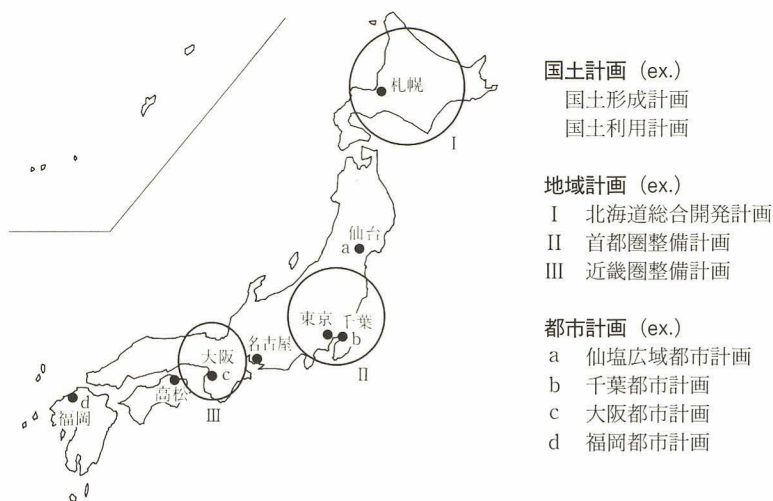 札幌
I
仙台
a
東京
千葉
b
II
名古屋
大阪
c
高松
III
d
福岡
国土計画（ex.）
国土形成計画
国土利用計画
地域計画（ex.）
I 北海道総合開発計画
II 首都圏整備計画
III 近畿圏整備計画
都市計画（ex.）
a 仙塩広域都市計画
b 千葉都市計画
c 大阪都市計画
d 福岡都市計画